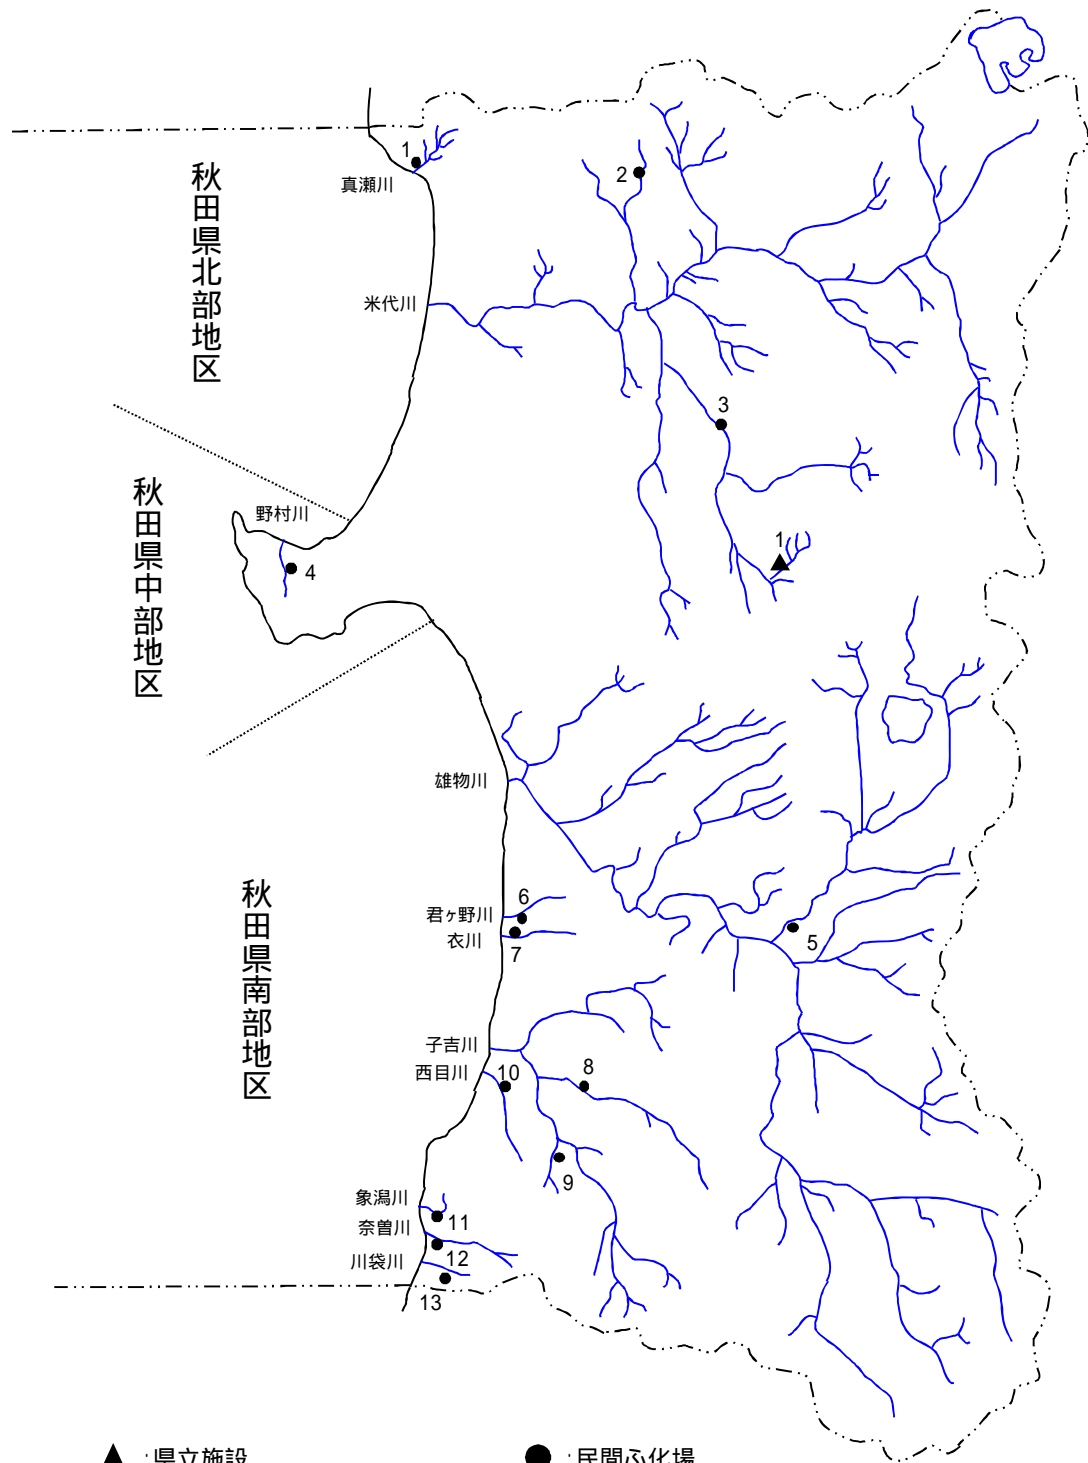 1
真瀬川
2
秋田県北部地区
米代川
3
野村川
4
秋田県中部地区
1
雄物川
6
君ヶ野川
衣川
7
5
秋田県南部地区
子吉川
西目川
10
8
9
象潟川
11
奈曽川
12
川袋川
13
▲ :県立施設
● :民間ふ化場